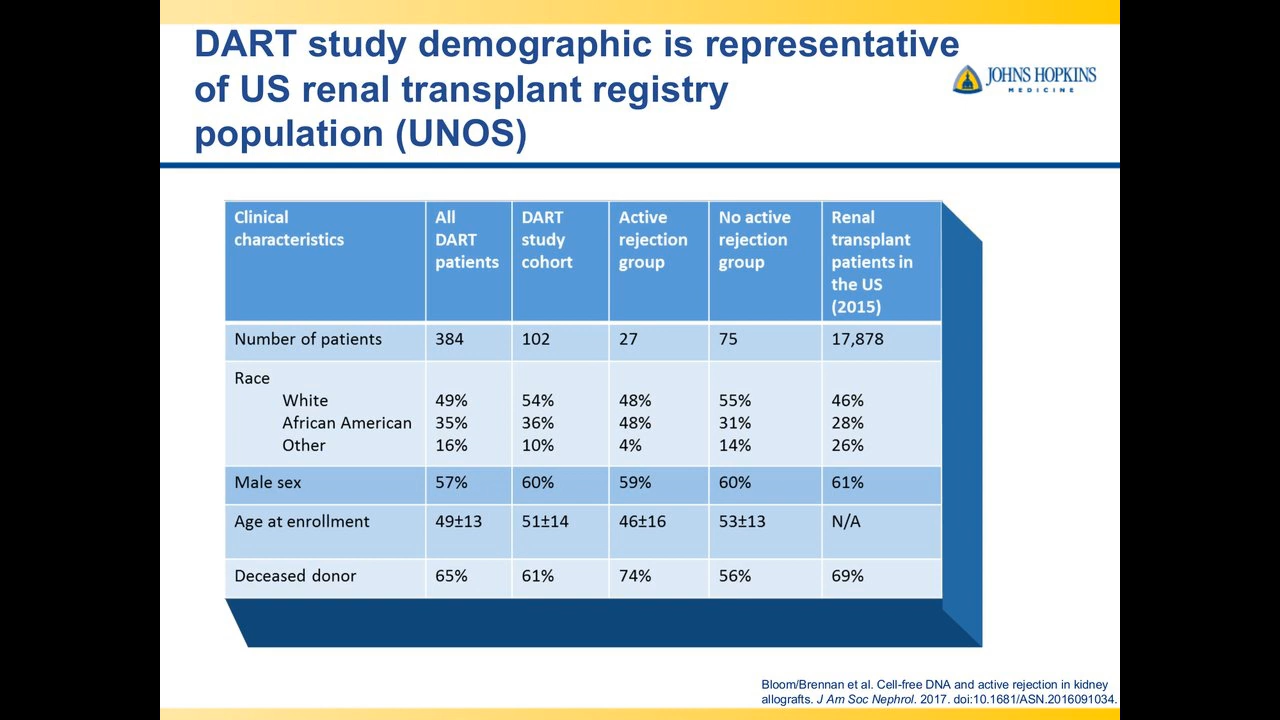 DART study demographic is representative
of US renal transplant registry
population (UNOS)
JOHNS HOPKINS
MEDICINE
Clinical characteristics All DART patients DART study cohort Active rejection group No active rejection group Renal transplant patients in the US (2015)
Number of patients 384 102 27 75 17,878
Race
White 49% 54% 48% 55% 46%
African American 35% 36% 48% 31% 28%
Other 16% 10% 4% 14% 26%
Male sex 57% 60% 59% 60% 61%
Age at enrollment 49±13 51±14 46±16 53±13 N/A
Deceased donor 65% 61% 74% 56% 69%
Bloom/Brennan et al. Cell-free DNA and active rejection in kidney
allografts. J Am Soc Nephrol. 2017. doi:10.1681/ASN.2016091034.